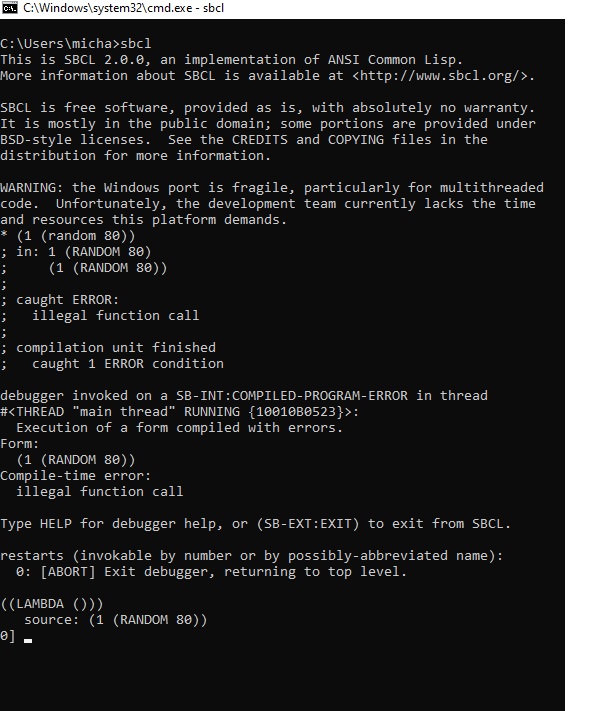 C:\Windows\system32\cmd.exe - sbcl
C:\Users\micha>sbcl
This is SBCL 2.0.0, an implementation of ANSI Common Lisp.
More information about SBCL is available at <http://www.sbcl.org/>.
SBCL is free software, provided as is, with absolutely no warranty.
It is mostly in the public domain; some portions are provided under
BSD-style licenses.  See the CREDITS and COPYING files in the
distribution for more information.
WARNING: the Windows port is fragile, particularly for multithreaded
code.  Unfortunately, the development team currently lacks the time
and resources this platform demands.
* (1 (random 80))
; in: 1 (RANDOM 80)
;     (1 (RANDOM 80))
;
; caught ERROR:
;   illegal function call
;
; compilation unit finished
;   caught 1 ERROR condition
debugger invoked on a SB-INT:COMPILED-PROGRAM-ERROR in thread
#<THREAD "main thread" RUNNING {10010B0523}>:
  Execution of a form compiled with errors.
Form:
  (1 (RANDOM 80))
Compile-time error:
  illegal function call
Type HELP for debugger help, or (SB-EXT:EXIT) to exit from SBCL.
restarts (invokable by number or by possibly-abbreviated name):
  0: [ABORT] Exit debugger, returning to top level.
((LAMBDA ()))
   source: (1 (RANDOM 80))
0]